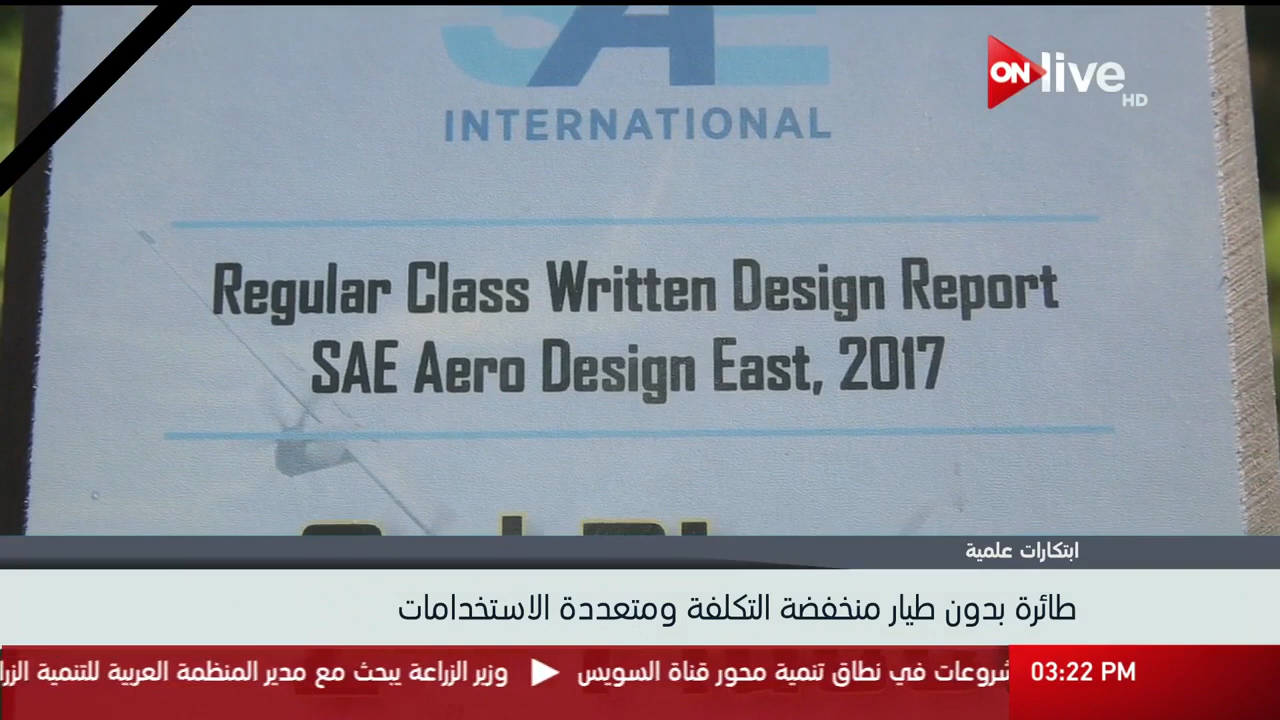 SAE
INTERNATIONAL
ON live HD
Regular Class Written Design Report
SAE Aero Design East, 2017
ابتكارات علمية
طائرة بدون طيار منخفضة التكلفة ومتعددة الاستخدامات
في نطاق تنمية محور قناة السويس ▶ وزير الزراعة يبحث مع مدير المنظمة العربية للتنمية
03:22 PM